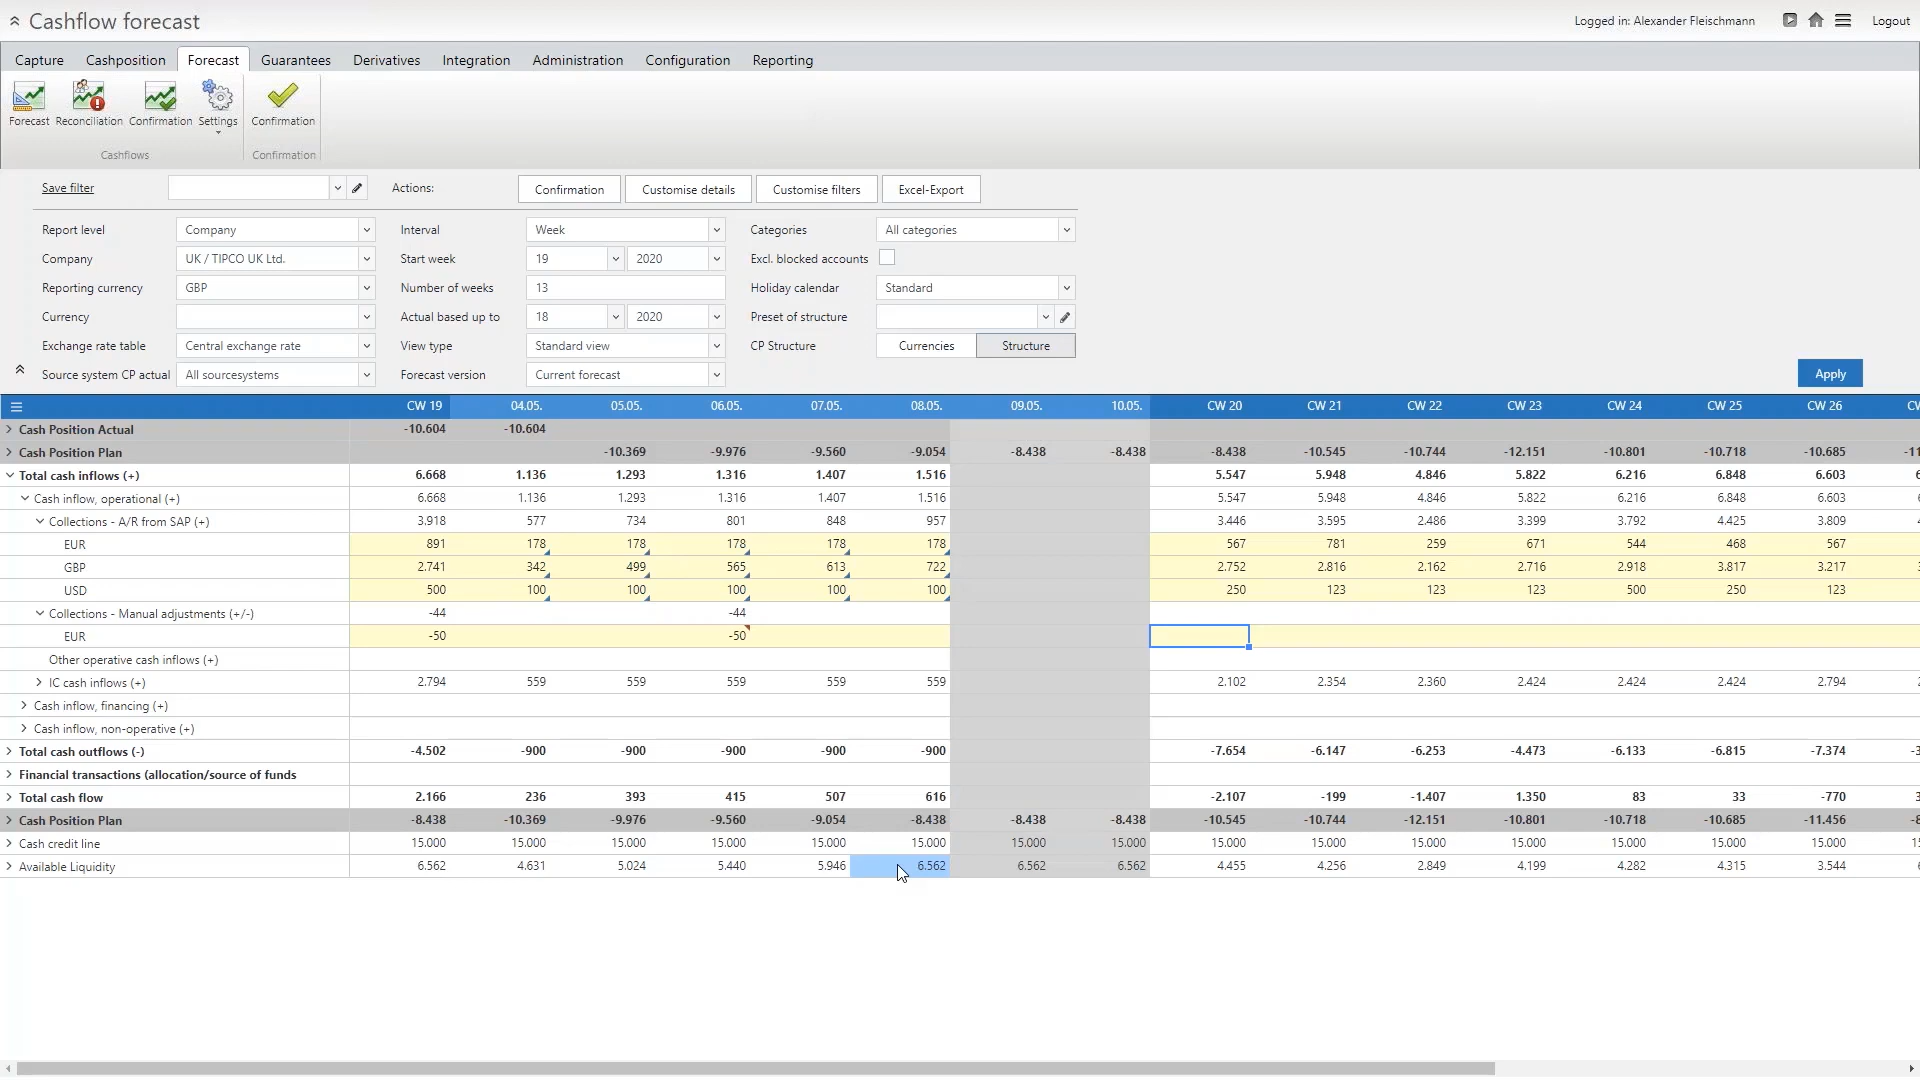 Cashflow forecast
Logged in: Alexander Fleischmann Logout
Capture Cashposition Forecast Guarantees Derivatives Integration Administration Configuration Reporting
Forecast Reconciliation Confirmation Settings Confirmation
Cashflows Confirmation
Save filter Actions: Confirmation Customise details Customise filters Excel-Export
Report level Company Interval Week Categories All categories
Company UK / TIPCO UK Ltd. Start week 19 2020 Excl. blocked accounts
Reporting currency GBP Number of weeks 13 Holiday calendar Standard
Currency Actual based up to 18 2020 Preset of structure
Exchange rate table Central exchange rate View type Standard view CP Structure Currencies Structure
Source system CP actual All sourcesystems Forecast version Current forecast Apply
CW 19 04.05. 05.05. 06.05. 07.05. 08.05. 09.05. 10.05. CW 20 CW 21 CW 22 CW 23 CW 24 CW 25 CW 26
Cash Position Actual -10.604 -10.604
Cash Position Plan -10.369 -9.976 -9.560 -9.054 -8.438 -8.438 -8.438 -10.545 -10.744 -12.151 -10.801 -10.718 -10.685
Total cash inflows (+) 6.668 1.136 1.293 1.316 1.407 1.516 5.547 5.948 4.846 5.822 6.216 6.848 6.603
Cash inflow, operational (+) 6.668 1.136 1.293 1.316 1.407 1.516 5.547 5.948 4.846 5.822 6.216 6.848 6.603
Collections - A/R from SAP (+) 3.918 577 734 801 848 957 3.446 3.595 2.486 3.399 3.792 4.425 3.809
EUR 891 178 178 178 178 178 567 781 259 671 544 468 567
GBP 2.741 342 499 565 613 722 2.752 2.816 2.162 2.716 2.918 3.817 3.217
USD 500 100 100 100 100 100 250 123 123 123 500 250 123
Collections - Manual adjustments (+/-) -44 -44
EUR -50 -50
Other operative cash inflows (+)
IC cash inflows (+) 2.794 559 559 559 559 559 2.102 2.354 2.360 2.424 2.424 2.424 2.794
Cash inflow, financing (+)
Cash inflow, non-operative (+)
Total cash outflows (-) -4.502 -900 -900 -900 -900 -900 -7.654 -6.147 -6.253 -4.473 -6.133 -6.815 -7.374
Financial transactions (allocation/source of funds
Total cash flow 2.166 236 393 415 507 616 -2.107 -199 -1.407 1.350 83 33 -770
Cash Position Plan -8.438 -10.369 -9.976 -9.560 -9.054 -8.438 -8.438 -8.438 -10.545 -10.744 -12.151 -10.801 -10.718 -10.685 -11.456
Cash credit line 15.000 15.000 15.000 15.000 15.000 15.000 15.000 15.000 15.000 15.000 15.000 15.000 15.000 15.000 15.000
Available Liquidity 6.562 4.631 5.024 5.440 5.946 6.562 6.562 6.562 4.455 4.256 2.849 4.199 4.282 4.315 3.544